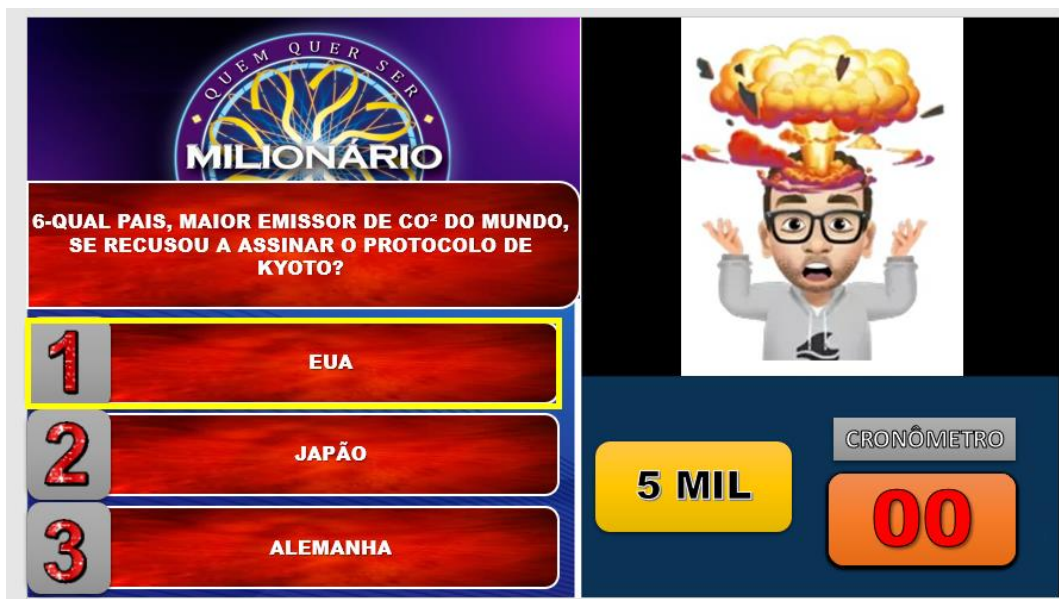 QUEM QUER SER
MILIONÁRIO
6-QUAL PAIS, MAIOR EMISSOR DE CO² DO MUNDO,
SE RECUSOU A ASSINAR O PROTOCOLO DE
KYOTO?
1
EUA
2
JAPÃO
3
ALEMANHA
5 MIL
CRONÔMETRO
00